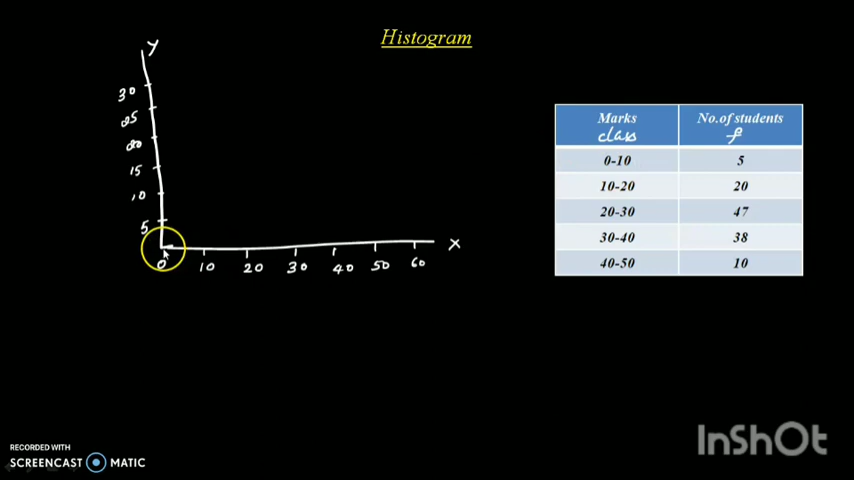 Histogram
Y
30
25
20
15
10
5
0 10 20 30 40 50 60 X
Marks No.of students
class f
0-10 5
10-20 20
20-30 47
30-40 38
40-50 10
RECORDED WITH
SCREENCAST MATIC
InShOt